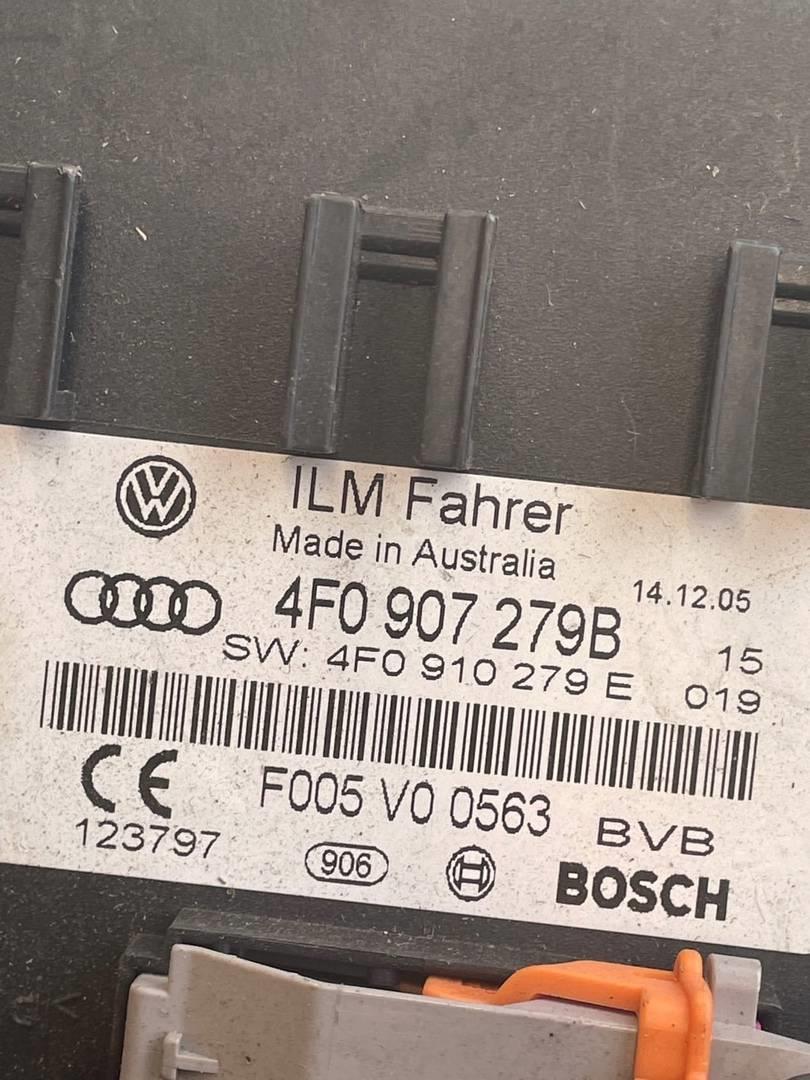 ILM Fahrer
Made in Australia
14.12.05
4F0 907 279B
15
SW: 4F0 910 279 E
019
F005 V0 0563
BVB
123797
906
BOSCH